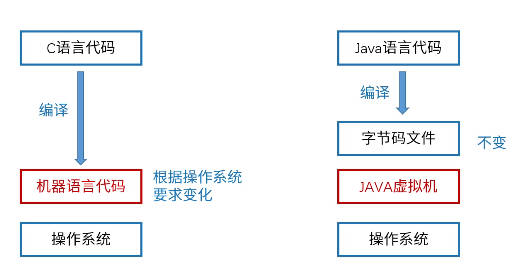 C语言代码
Java语言代码
编译
编译
字节码文件
不变
机器语言代码
根据操作系统
要求变化
JAVA虚拟机
操作系统
操作系统